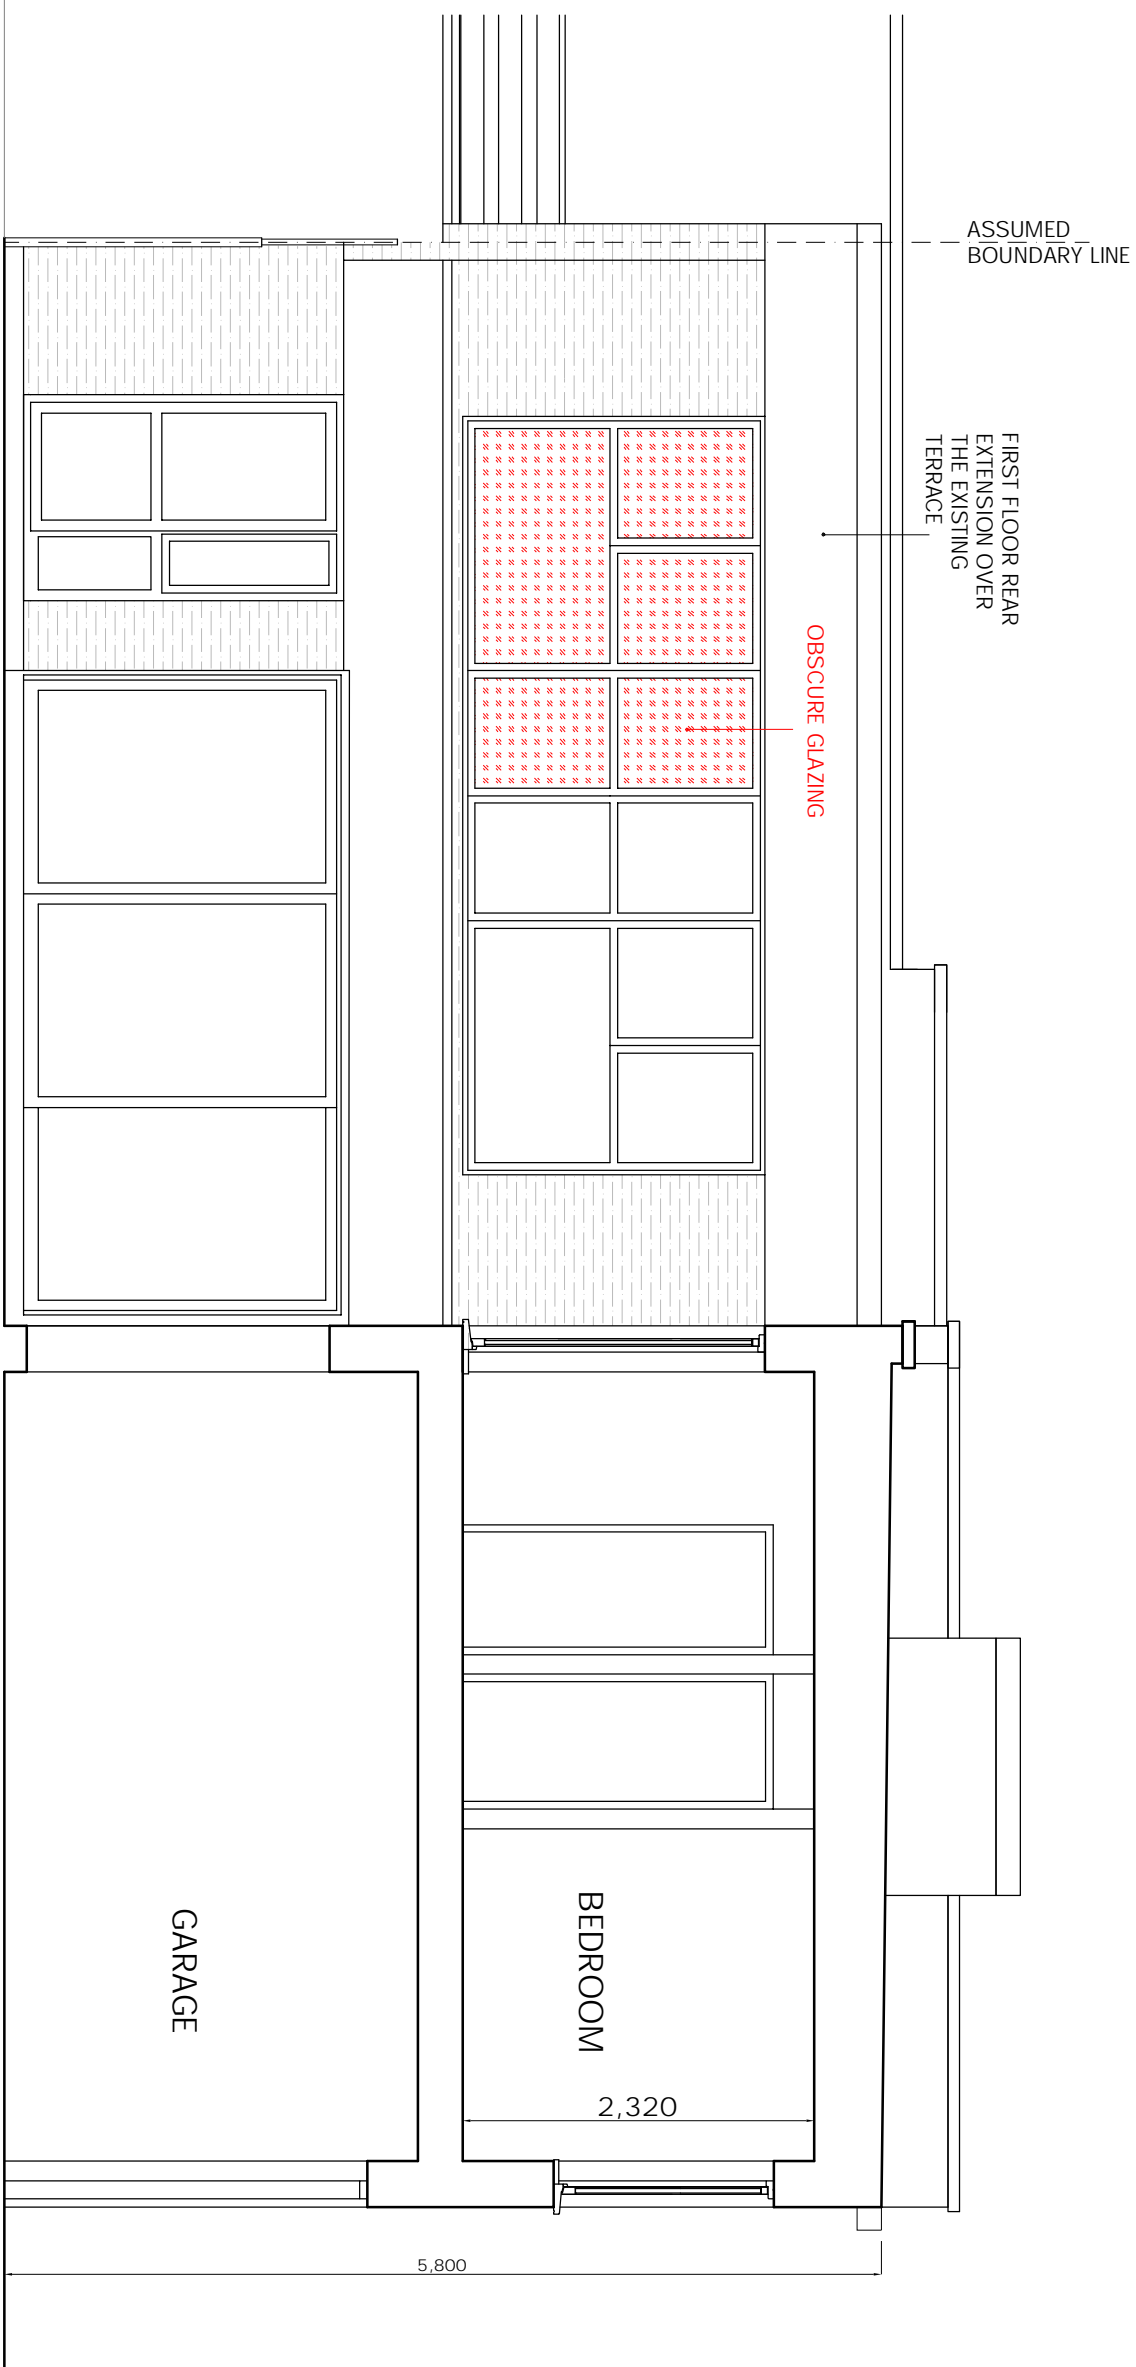 ASSUMED
BOUNDARY LINE
FIRST FLOOR REAR
EXTENSION OVER
THE EXISTING
TERRACE
OBSCURE GLAZING
GARAGE
BEDROOM
2,320
5,800